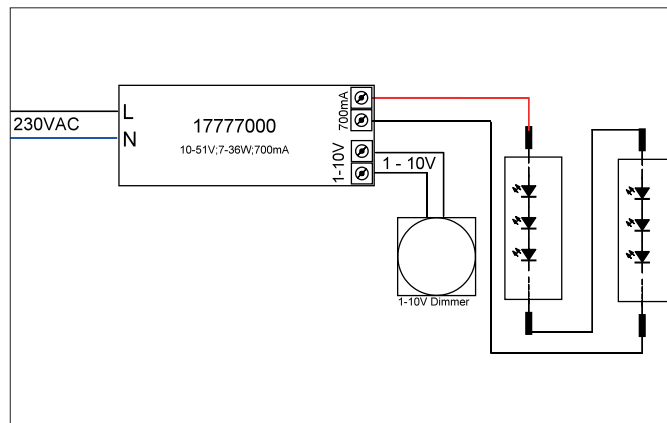 230VAC
L
N
17777000
10-51V;7-36W;700mA
700mA
1-10V
1 - 10V
1-10V Dimmer